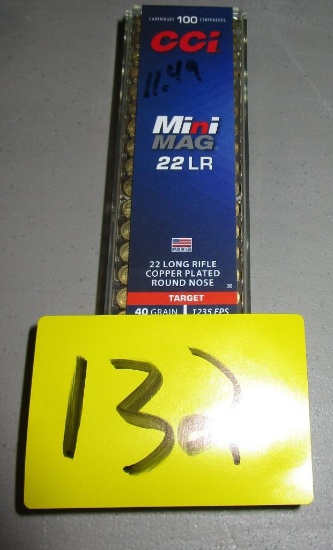 CARTRIDGES 100 CARTUCHES
CCI
11.49
Mini
MAG
22 LR
22 LONG RIFLE
COPPER PLATED
ROUND NOSE
TARGET
40 GRAIN 1235 FPS
132